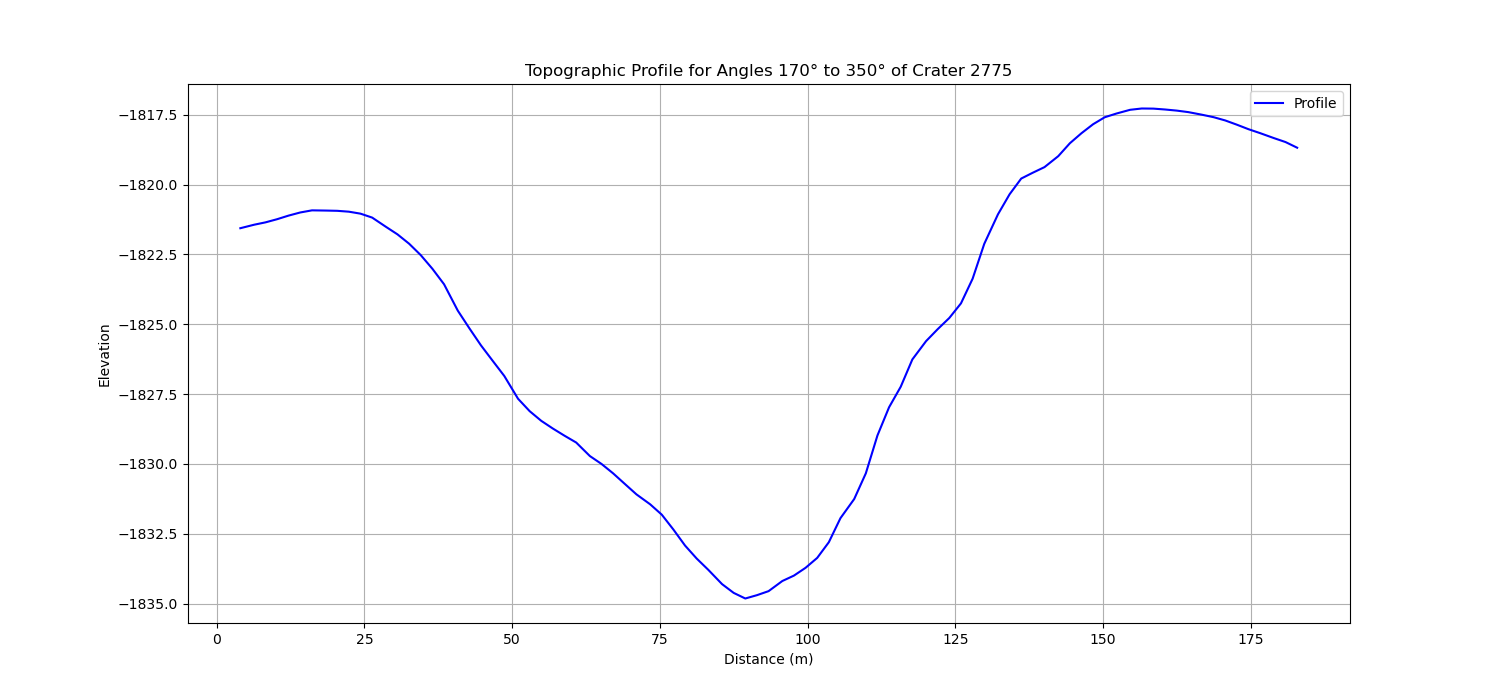 Topographic Profile for Angles 170° to 350° of Crater 2775
Profile
−1817.5
−1820.0
−1822.5
−1825.0
−1827.5
−1830.0
−1832.5
−1835.0
Elevation
0 25 50 75 100 125 150 175
Distance (m)